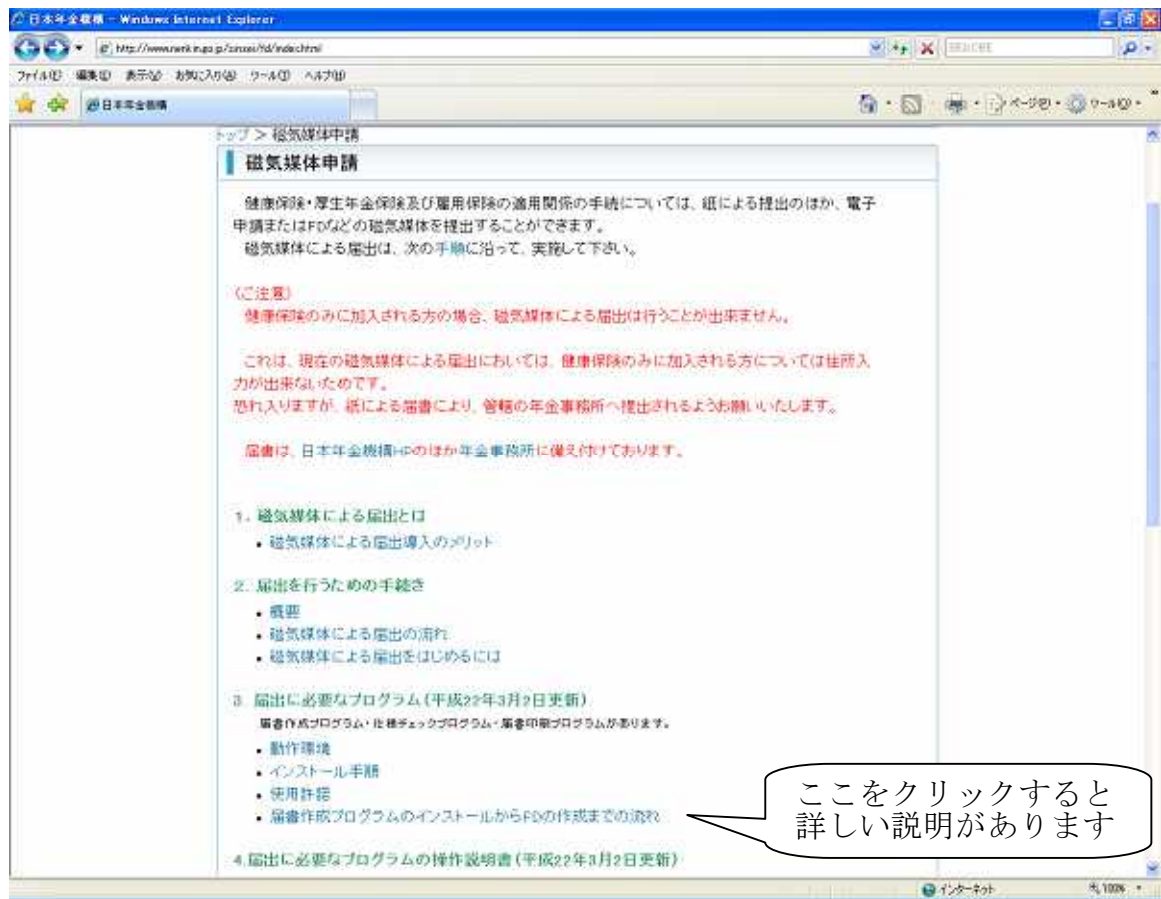 日本年金機構 - Windows Internet Explorer
ファイル(F) 編集(E) 表示(V) お気に入り(A) ツール(T) ヘルプ(H)
日本年金機構
ページ(P) ツール(O)
トップ > 磁気媒体申請
磁気媒体申請
健康保険・厚生年金保険及び雇用保険の適用関係の手続については、紙による提出のほか、電子
申請またはFDなどの磁気媒体を提出することができます。
磁気媒体による届出は、次の手順に沿って、実施して下さい。
(ご注意)
健康保険のみに加入される方の場合、磁気媒体による届出は行うことが出来ません。
これは、現在の磁気媒体による届出においては、健康保険のみに加入される方については住所入
力が出来ないためです。
恐れ入りますが、紙による届書により、管轄の年金事務所へ提出されるようお願いいたします。
届書は、日本年金機構HPのほか年金事務所に備え付けております。
1. 磁気媒体による届出とは
• 磁気媒体による届出導入のメリット
2. 届出を行うための手続き
• 概要
• 磁気媒体による届出の流れ
• 磁気媒体による届出をはじめるには
3. 届出に必要なプログラム(平成22年3月2日更新)
届書作成プログラム・仕様チェックプログラム・届書印刷プログラムがあります。
• 動作環境
• インストール手順
• 使用許諾
• 届書作成プログラムのインストールからFDの作成までの流れ
ここをクリックすると
詳しい説明があります
4.届出に必要なプログラムの操作説明書(平成22年3月2日更新)
インターネット 100%